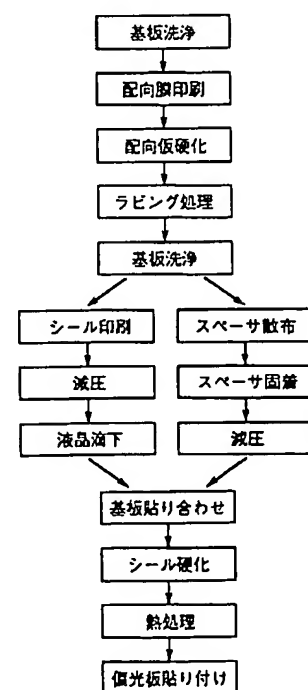 基板洗浄
配向膜印刷
配向仮硬化
ラビング処理
基板洗浄
シール印刷
減圧
液晶滴下
スペーサ散布
スペーサ固着
減圧
基板貼り合わせ
シール硬化
熱処理
偏光板貼り付け